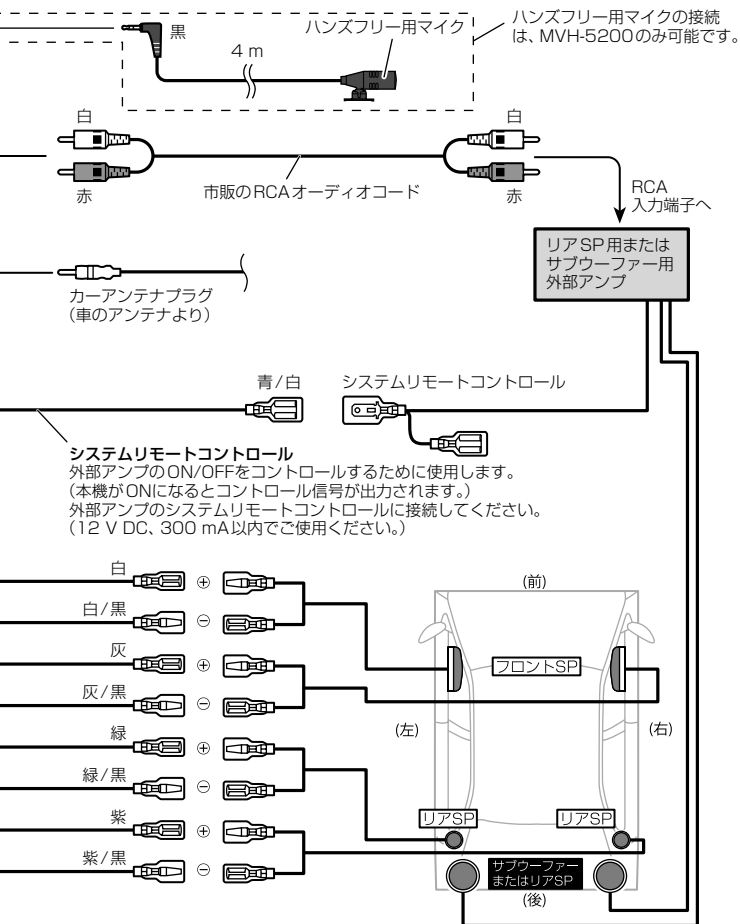 黒
4 m
ハンズフリー用マイク
ハンズフリー用マイクの接続
は、MVH-5200のみ可能です。
白
赤
市販のRCAオーディオコード
白
赤
RCA
入力端子へ
リアSP用または
サブウーファー用
外部アンプ
カーアンテナプラグ
(車のアンテナより)
青/白
システムリモートコントロール
システムリモートコントロール
外部アンプのON/OFFをコントロールするために使用します。
(本機がONになるとコントロール信号が出力されます。)
外部アンプのシステムリモートコントロールに接続してください。
(12 V DC、300 mA以内でご使用ください。)
白
⊕
白/黒
⊖
灰
⊕
灰/黒
⊖
緑
⊕
緑/黒
⊖
紫
⊕
紫/黒
⊖
(前)
フロントSP
(左)
(右)
リアSP
リアSP
サブウーファー
またはリアSP
(後)